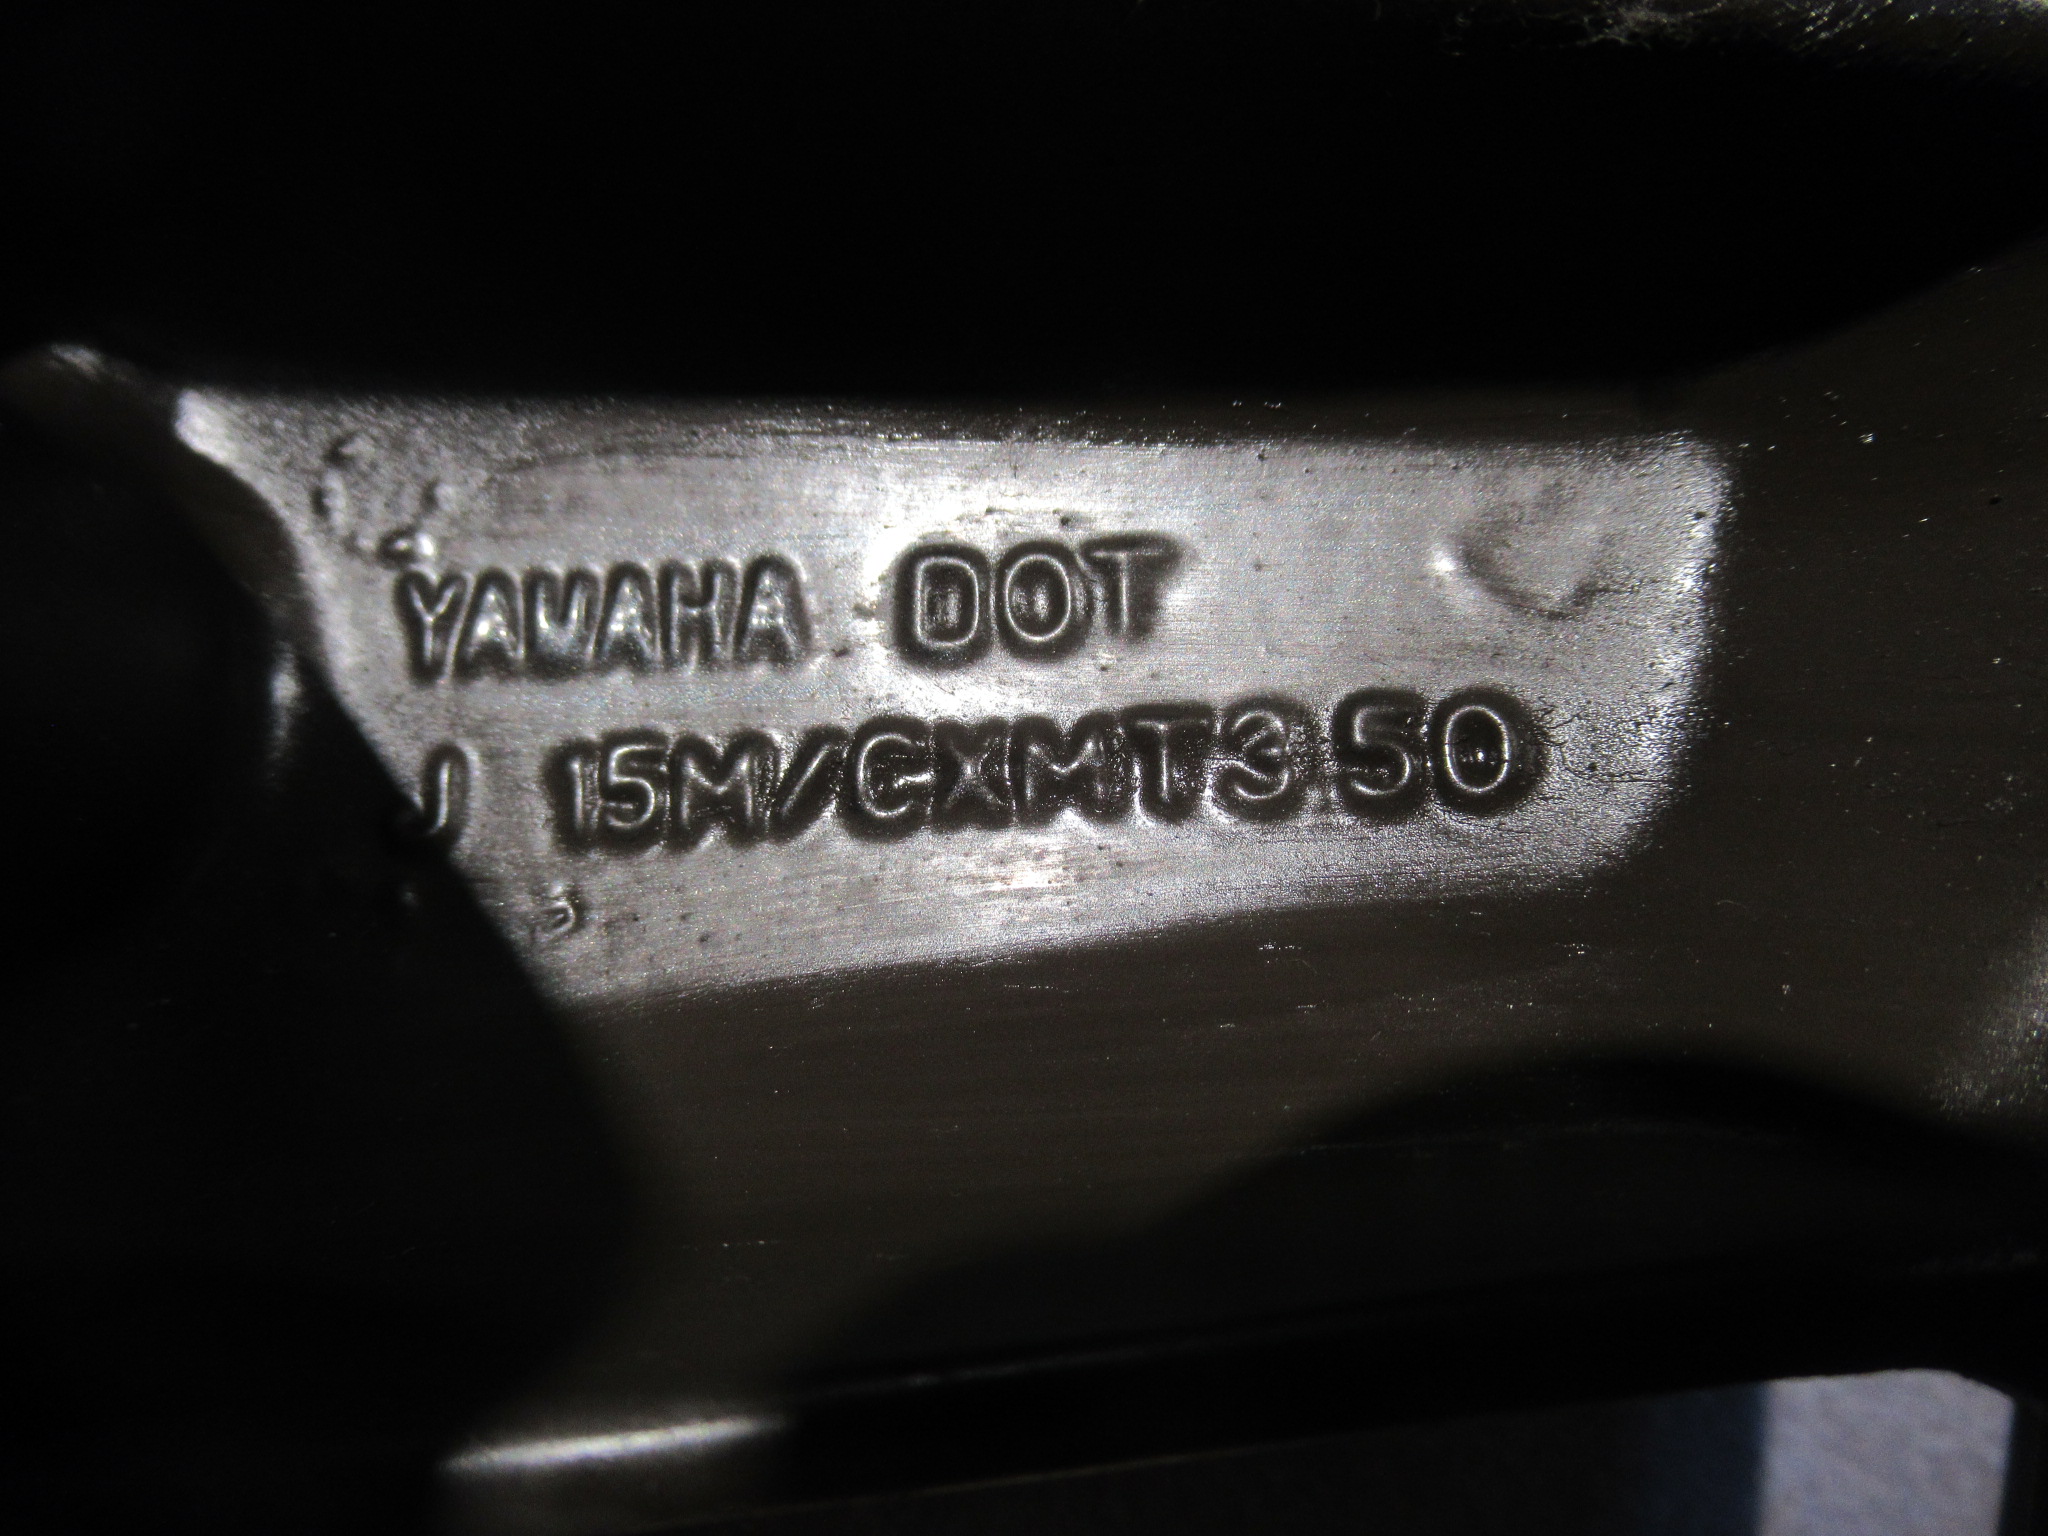 YAMAHA DOT
J 15M/CXMT3.50